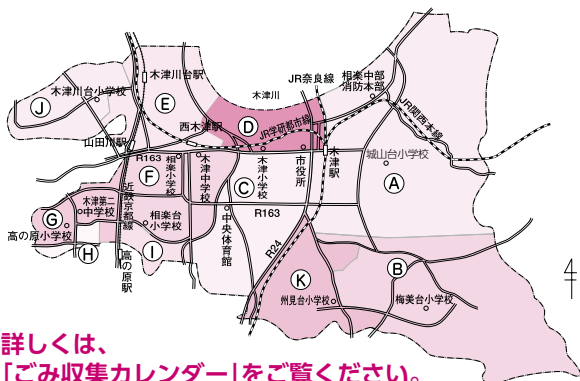 木津川台駅
木津川
JR奈良線
相楽中部
消防本部
木津川台小学校
J
E
D
西木津駅
JR学研都市線
JR関西本線
山田川駅
R163
相楽小学校
木津中学校
木津小学校
市役所
木津駅
城山台小学校
F
C
A
近鉄京都線
木津第二
中学校
相楽台
小学校
中央体育館
R163
G
高の原小学校
H
高の原駅
I
R24
K
州見台小学校
B
梅美台小学校
4
詳しくは、
「ごみ収集カレンダー」をご覧ください。